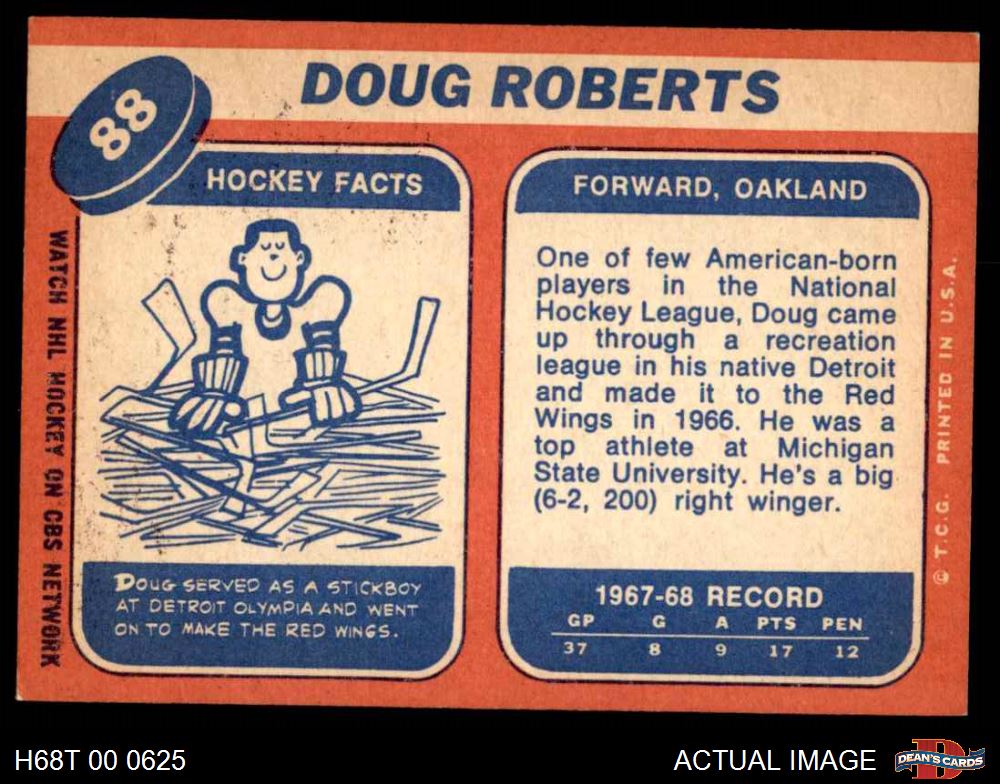 88
DOUG ROBERTS
HOCKEY FACTS
DOUG SERVED AS A STICKBOY
AT DETROIT OLYMPIA AND WENT
ON TO MAKE THE RED WINGS.
WATCH NHL HOCKEY ON CBS NETWORK
FORWARD, OAKLAND
One of few American-born
players in the National
Hockey League, Doug came
up through a recreation
league in his native Detroit
and made it to the Red
Wings in 1966. He was a
top athlete at Michigan
State University. He's a big
(6-2, 200) right winger.
1967-68 RECORD
GP G A PTS PEN
37 8 9 17 12
© T.C.G. PRINTED IN U.S.A.
H68T 00 0625
ACTUAL IMAGE
D
DEAN'S CARDS